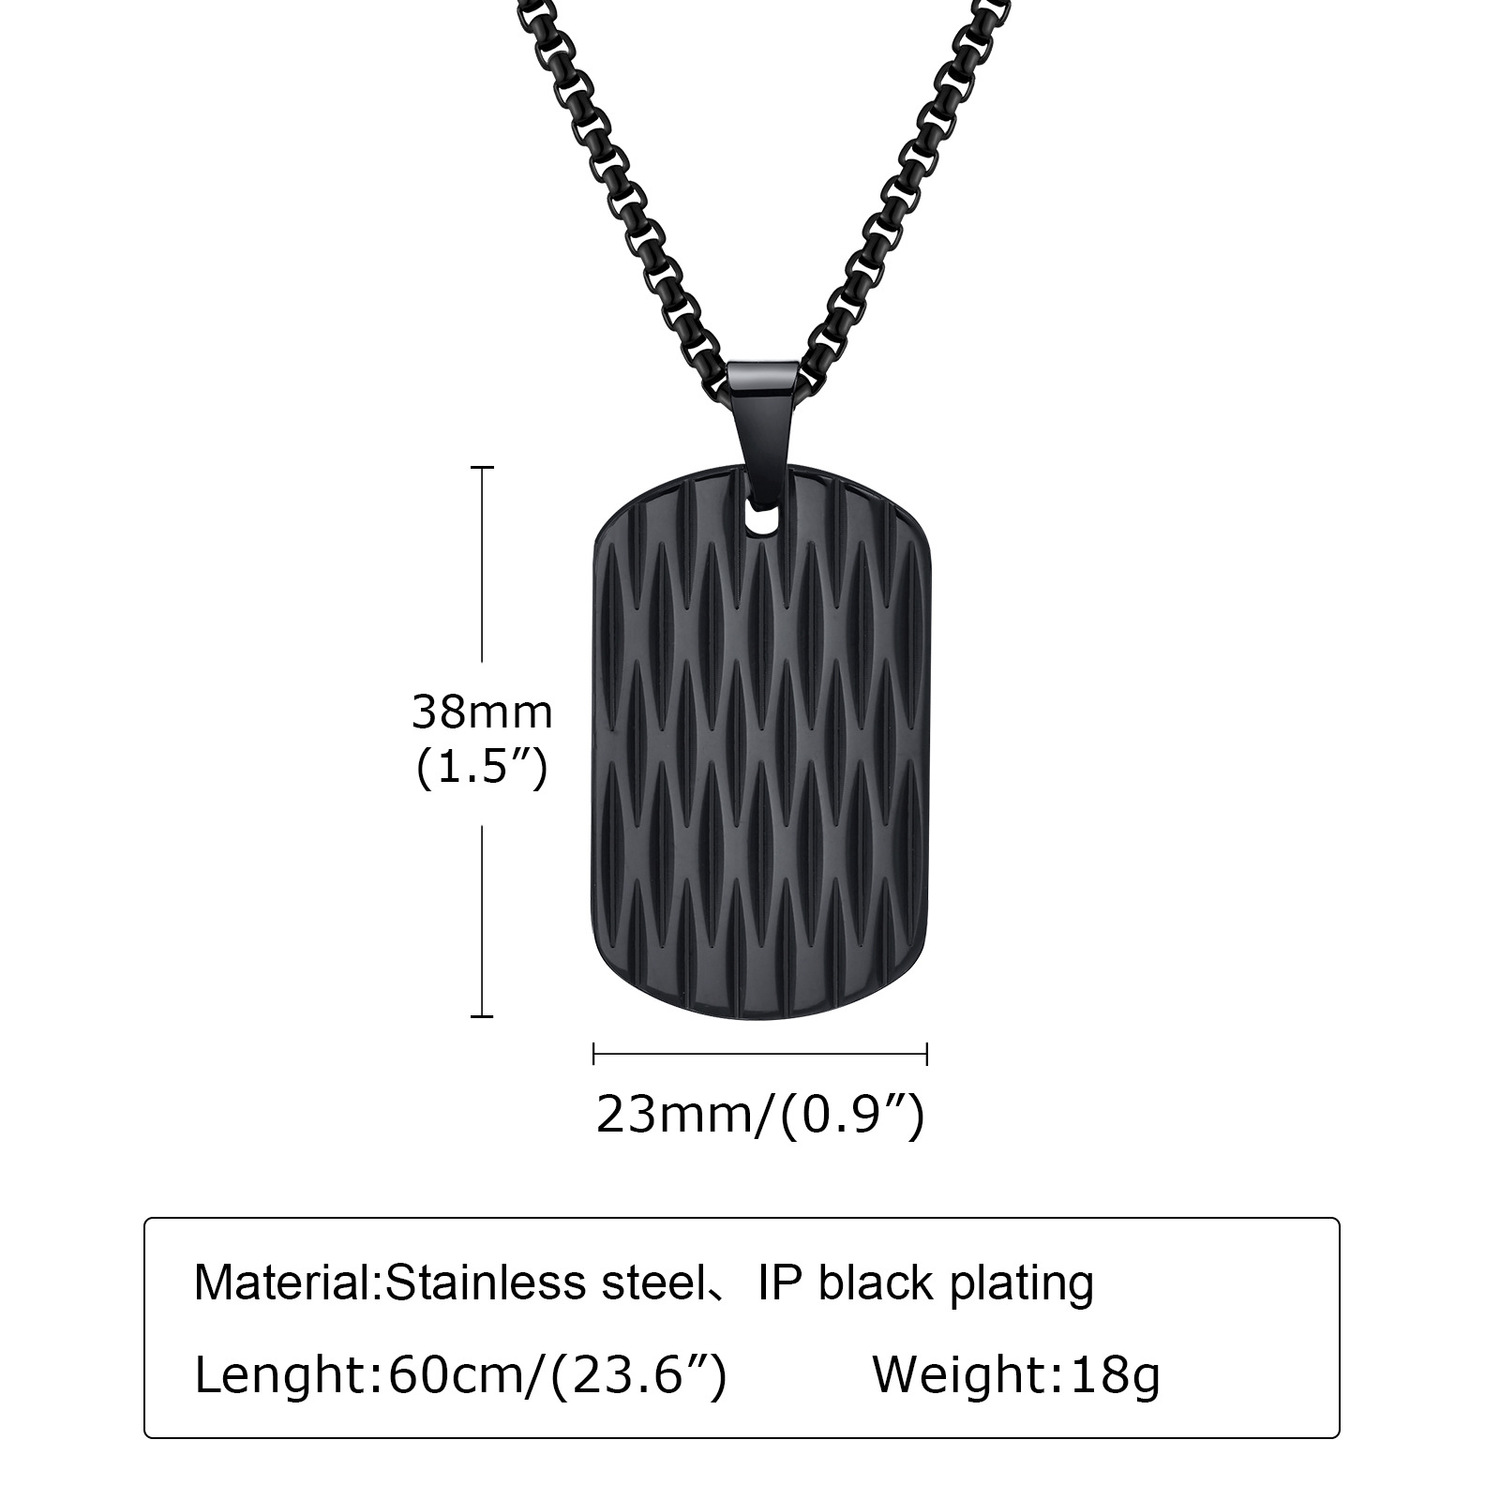 38mm
(1.5″)
23mm/(0.9″)
Material:Stainless steel、IP black plating
Lenght:60cm/(23.6″) Weight:18g